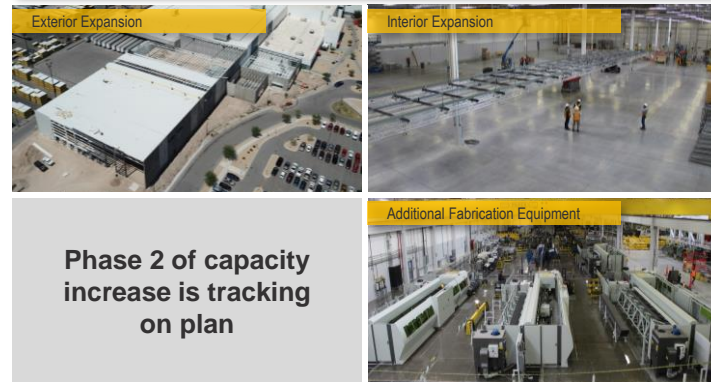 Exterior Expansion
Interior Expansion
Phase 2 of capacity
increase is tracking
on plan
Additional Fabrication Equipment